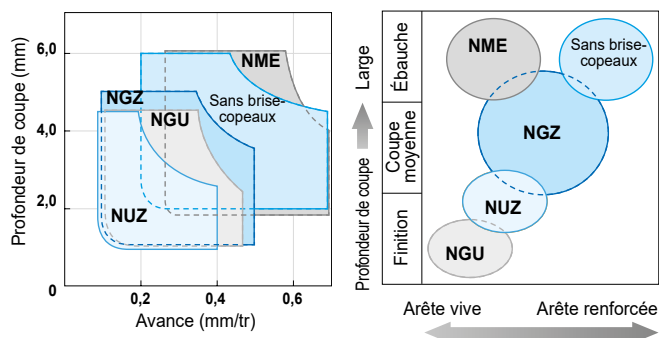 Profondeur de coupe (mm)
6,0
4,0
2,0
0
0,2
0,4
0,6
Avance (mm/tr)
NME
NGZ
Sans brise-
copeaux
NGU
NUZ
Profondeur de coupe
Large
Ébauche
Coupe
moyenne
Finition
NME
Sans brise-
copeaux
NGZ
NUZ
NGU
Arête vive
Arête renforcée